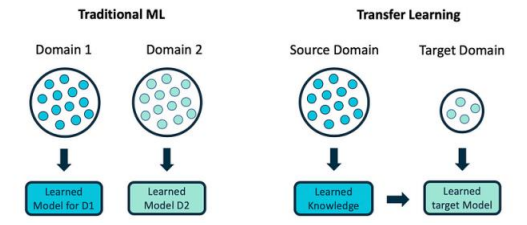 Traditional ML
Transfer Learning
Domain 1
Domain 2
Source Domain
Target Domain
Learned
Model for D1
Learned
Model D2
Learned
Knowledge
Learned
target Model